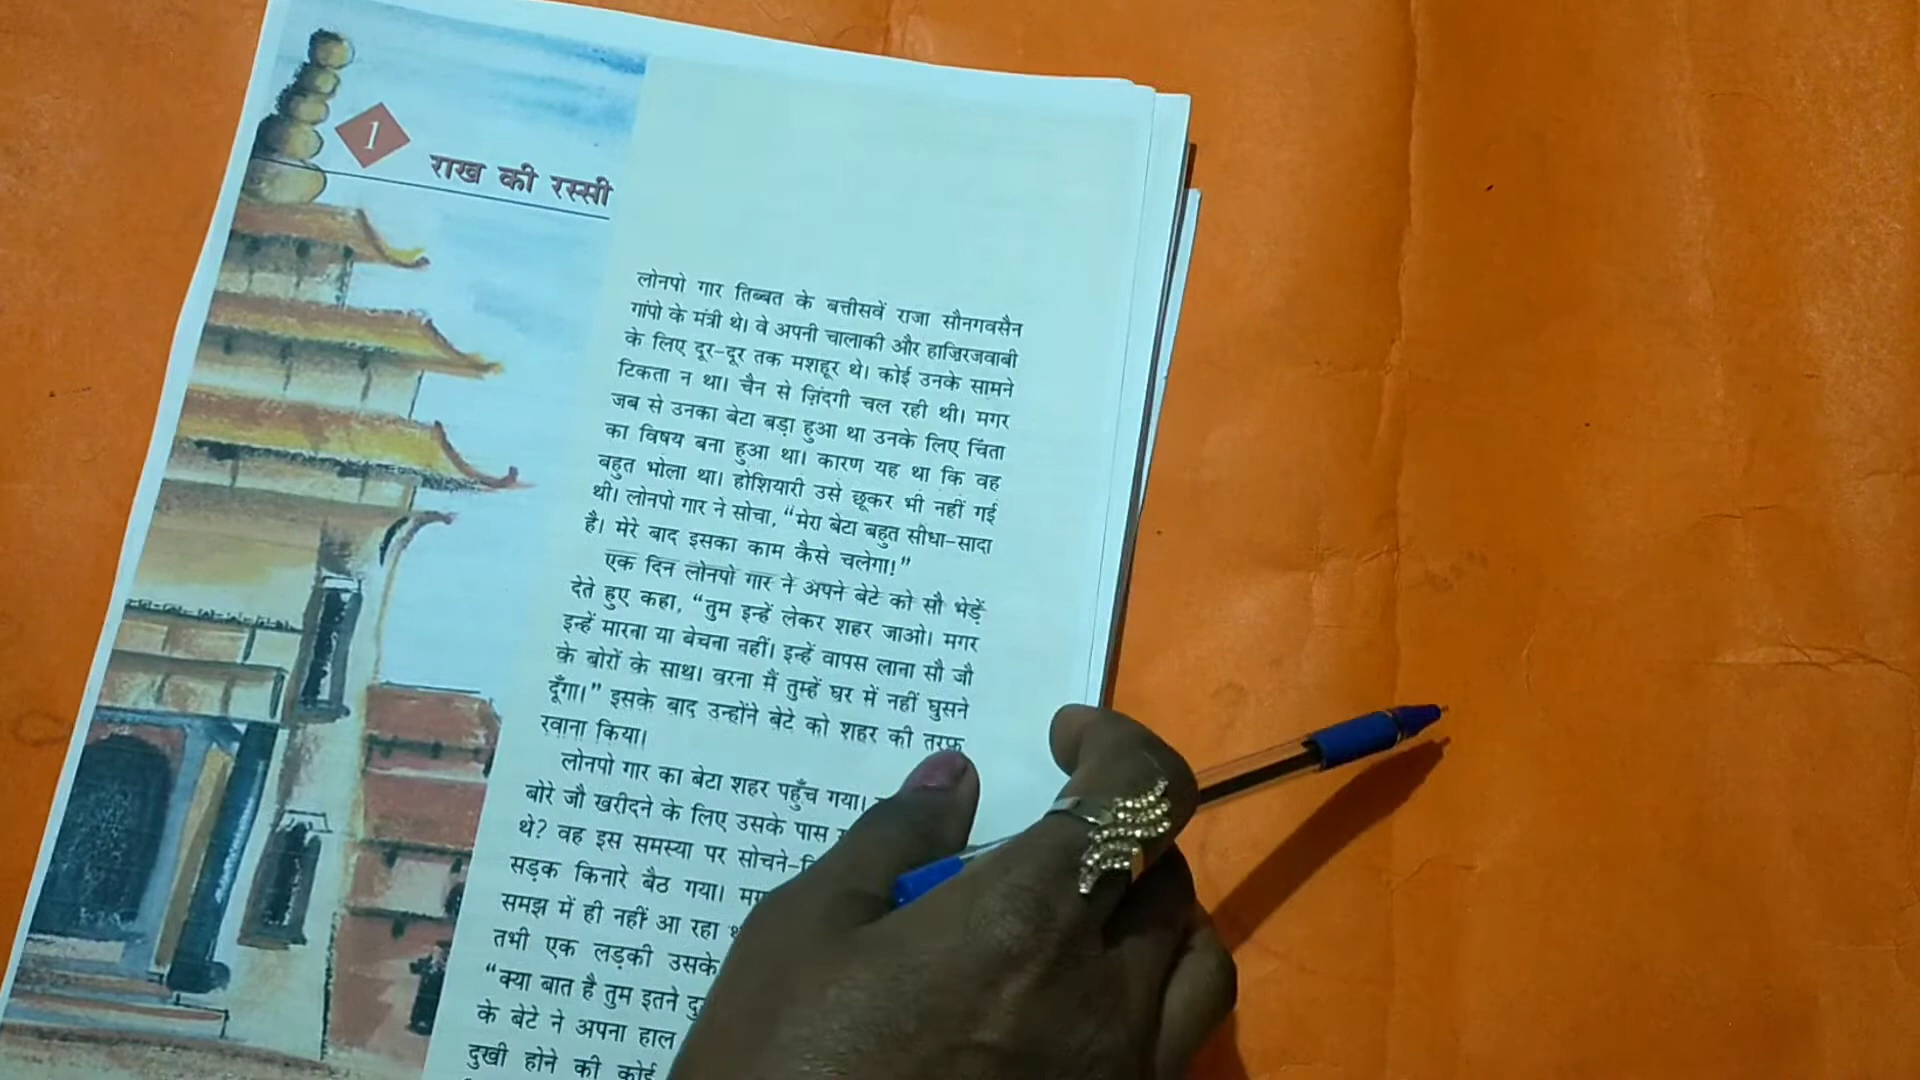 1
राख की रस्सी
लोनपो गार तिब्बत के बत्तीसवें राजा सौनगवसैन
गांपो के मंत्री थे। वे अपनी चालाकी और हाज़िरजवाबी
के लिए दूर-दूर तक मशहूर थे। कोई उनके सामने
टिकता न था। चैन से ज़िंदगी चल रही थी। मगर
जब से उनका बेटा बड़ा हुआ था उनके लिए चिंता
का विषय बना हुआ था। कारण यह था कि वह
बहुत भोला था। होशियारी उसे छूकर भी नहीं गई
थी। लोनपो गार ने सोचा, “मेरा बेटा बहुत सीधा-सादा
है। मेरे बाद इसका काम कैसे चलेगा!”
एक दिन लोनपो गार ने अपने बेटे को सौ भेड़ें
देते हुए कहा, “तुम इन्हें लेकर शहर जाओ। मगर
इन्हें मारना या बेचना नहीं। इन्हें वापस लाना सौ जौ
के बोरों के साथ। वरना मैं तुम्हें घर में नहीं घुसने
दूँगा।” इसके बाद उन्होंने बेटे को शहर की तरफ़
रवाना किया।
लोनपो गार का बेटा शहर पहुँच गया।
बोरे जौ खरीदने के लिए उसके पास
थे? वह इस समस्या पर सोचने-
सड़क किनारे बैठ गया।
समझ में ही नहीं आ रहा
तभी एक लड़की उसके
“क्या बात है तुम इतने
के बेटे ने अपना हाल
दुखी होने की कोई